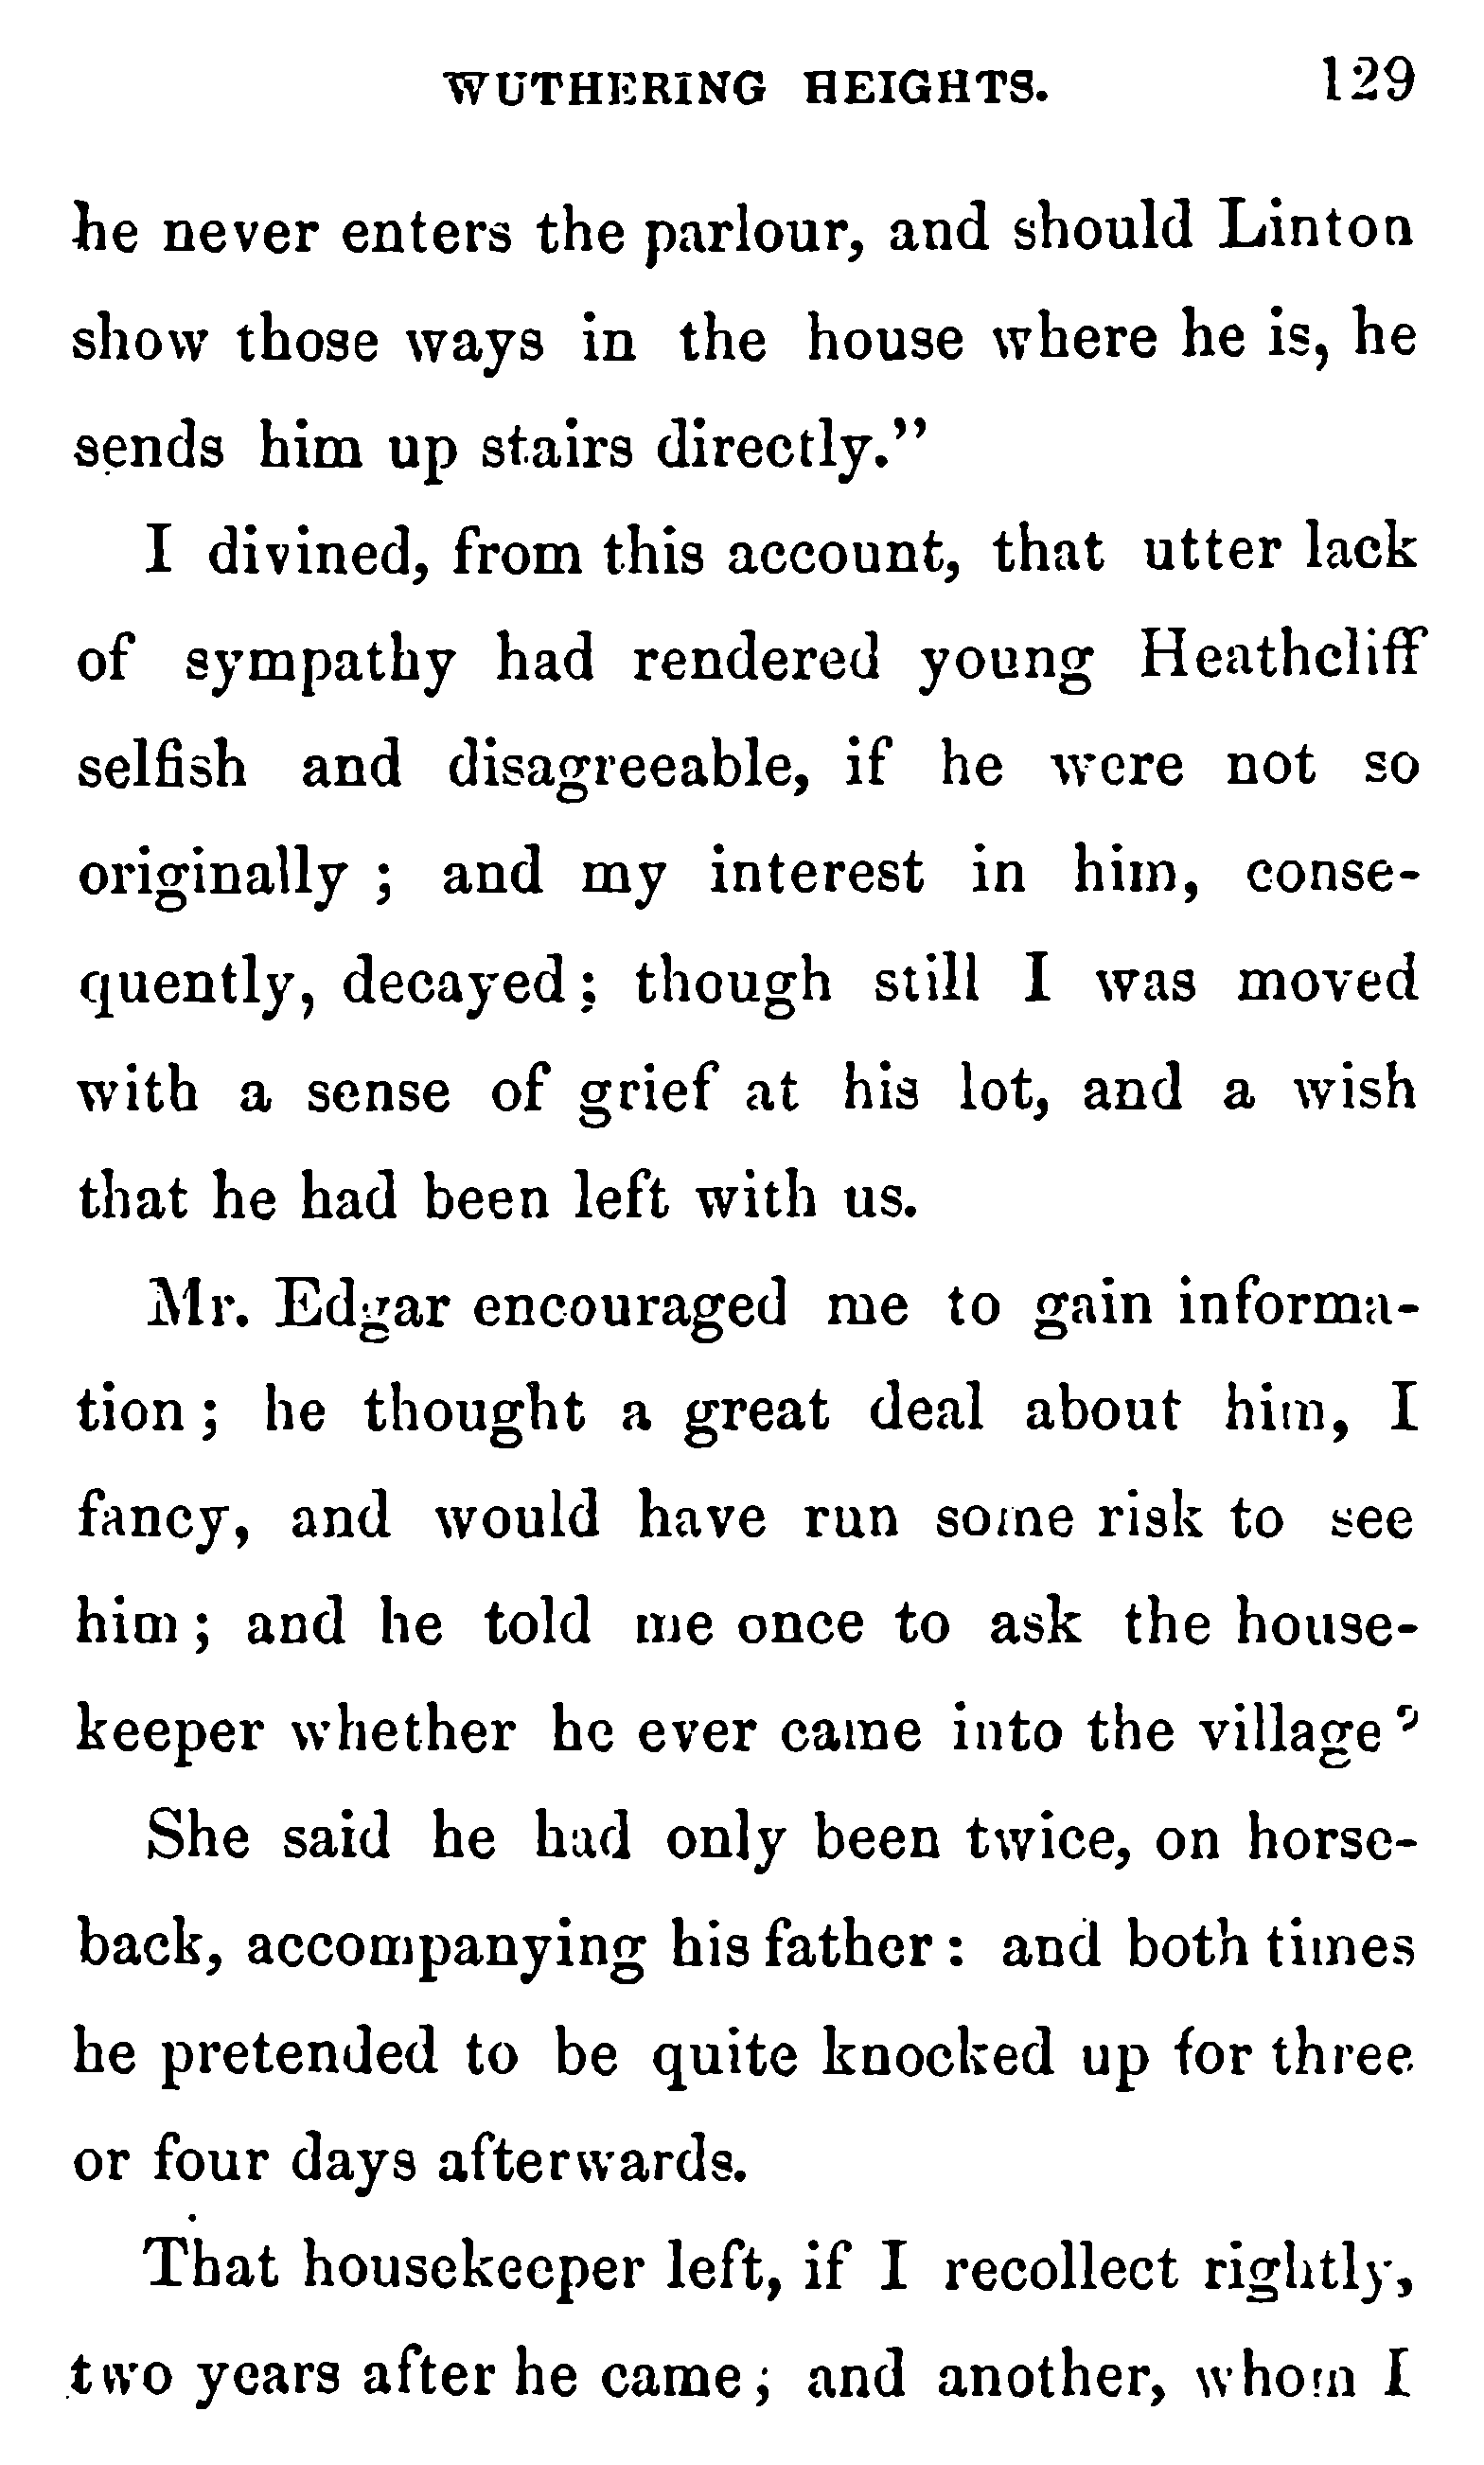 WUTHERING HEIGHTS. 129
he never enters the parlour, and should Linton
show those ways in the house where he is, he
sends him up stairs directly."
I divined, from this account, that utter lack
of sympathy had rendered young Heathcliff
selfish and disagreeable, if he were not so
originally ; and my interest in him, conse-
quently, decayed; though still I was moved
with a sense of grief at his lot, and a wish
that he had been left with us.
Mr. Edgar encouraged me to gain informa-
tion ; he thought a great deal about him, I
fancy, and would have run some risk to see
him ; and he told me once to ask the house-
keeper whether he ever came into the village?
She said he had only been twice, on horse-
back, accompanying his father : and both times
he pretended to be quite knocked up for three
or four days afterwards.
That housekeeper left, if I recollect rightly,
two years after he came ; and another, whom I